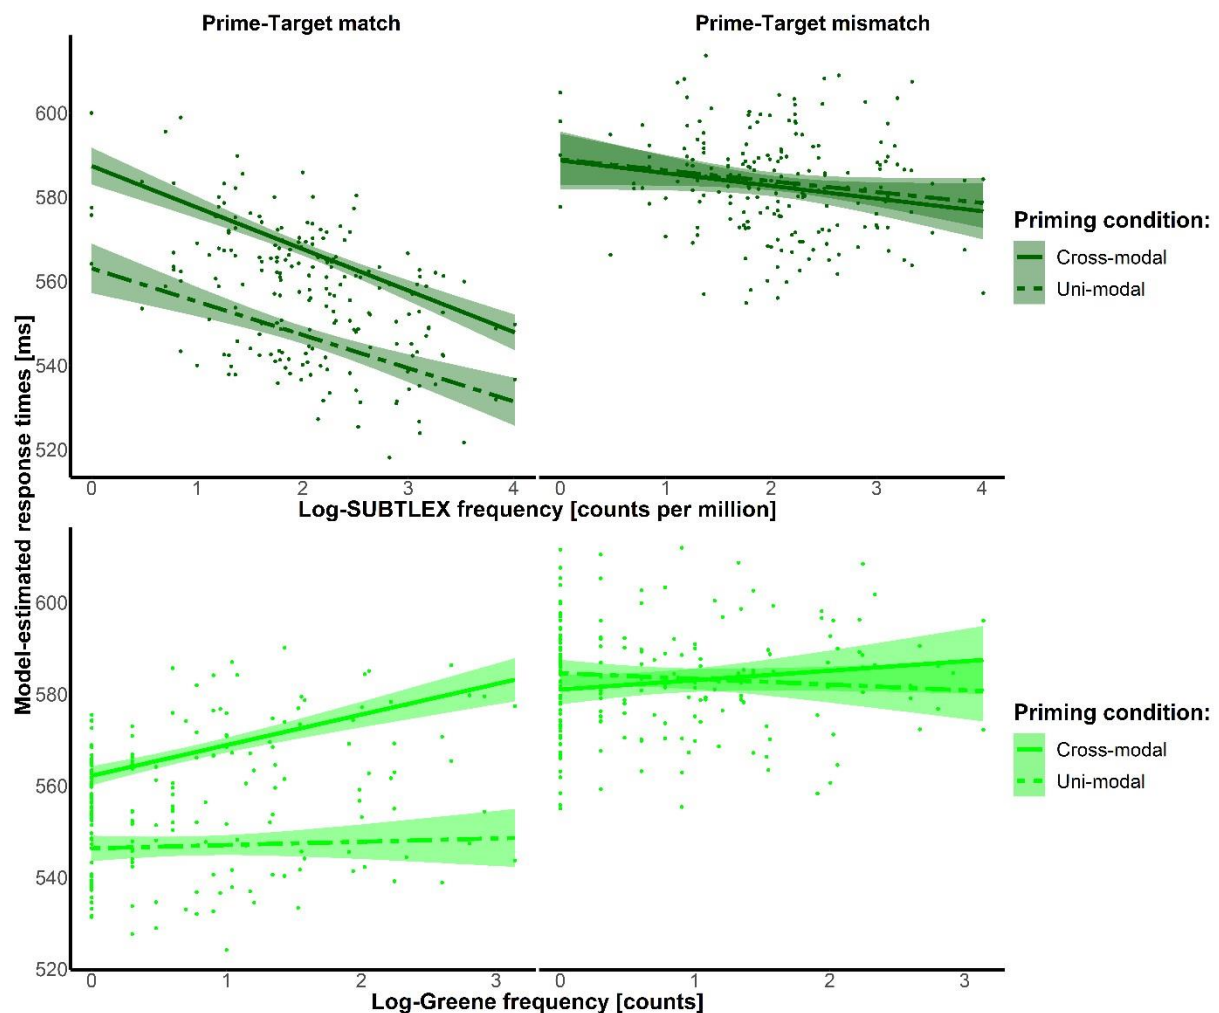 Prime-Target match
Prime-Target mismatch
Model-estimated response times [ms]
600
580
560
540
520
0 1 2 3 4
0 1 2 3 4
Log-SUBTLEX frequency [counts per million]
Priming condition:
Cross-modal
Uni-modal
600
580
560
540
520
0 1 2 3
0 1 2 3
Log-Greene frequency [counts]
Priming condition:
Cross-modal
Uni-modal